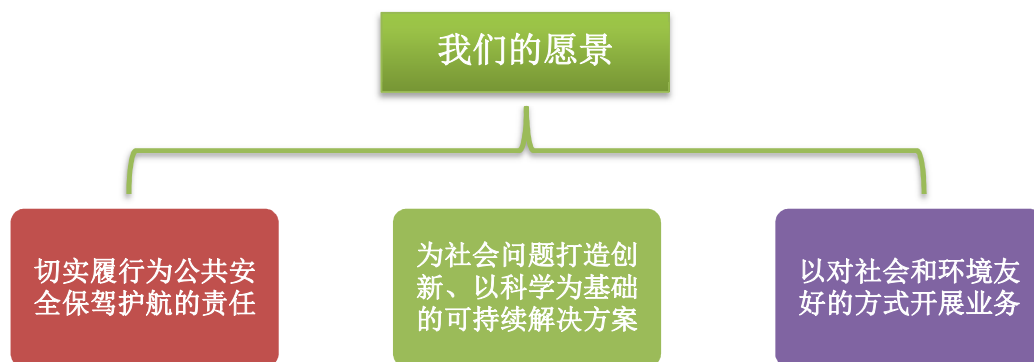 我们的愿景
切实履行为公共安
全保驾护航的责任
为社会问题打造创
新、以科学为基础
的可持续解决方案
以对社会和环境友
好的方式开展业务